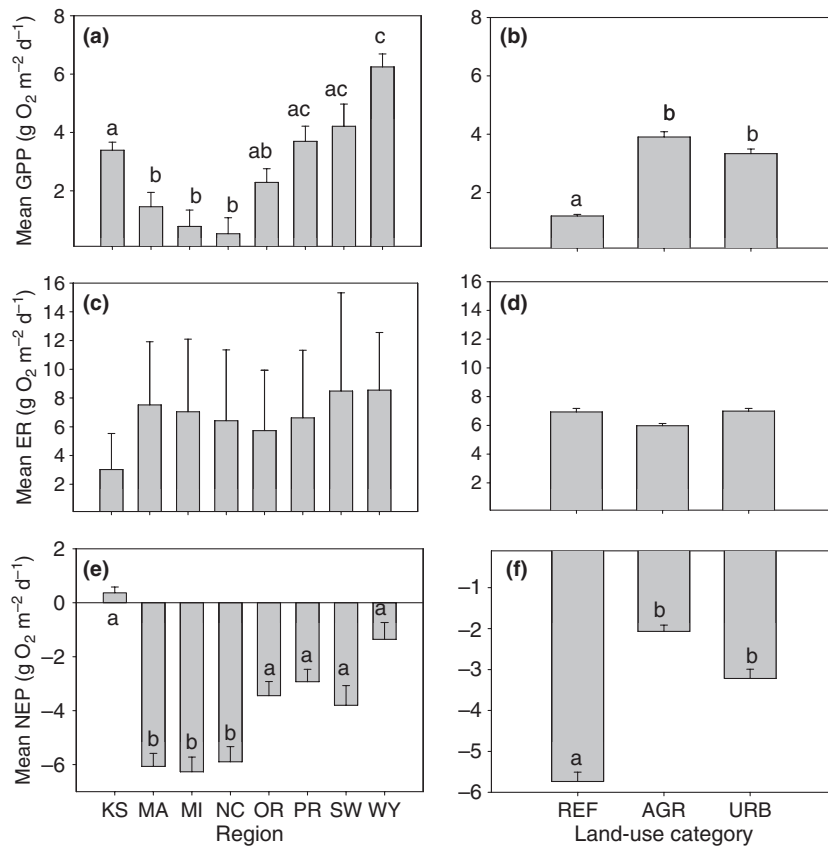 (a)
Mean GPP (g O₂ m⁻² d⁻¹)
8
6
4
2
a
b
b
b
ab
ac
ac
c
(b)
8
6
4
2
a
b
b
(c)
Mean ER (g O₂ m⁻² d⁻¹)
16
14
12
10
8
6
4
2
(d)
16
14
12
10
8
6
4
2
(e)
Mean NEP (g O₂ m⁻² d⁻¹)
2
0
−2
−4
−6
a
b
b
b
a
a
a
a
KS MA MI NC OR PR SW WY
Region
(f)
−1
−2
−3
−4
−5
−6
a
b
b
REF AGR URB
Land-use category